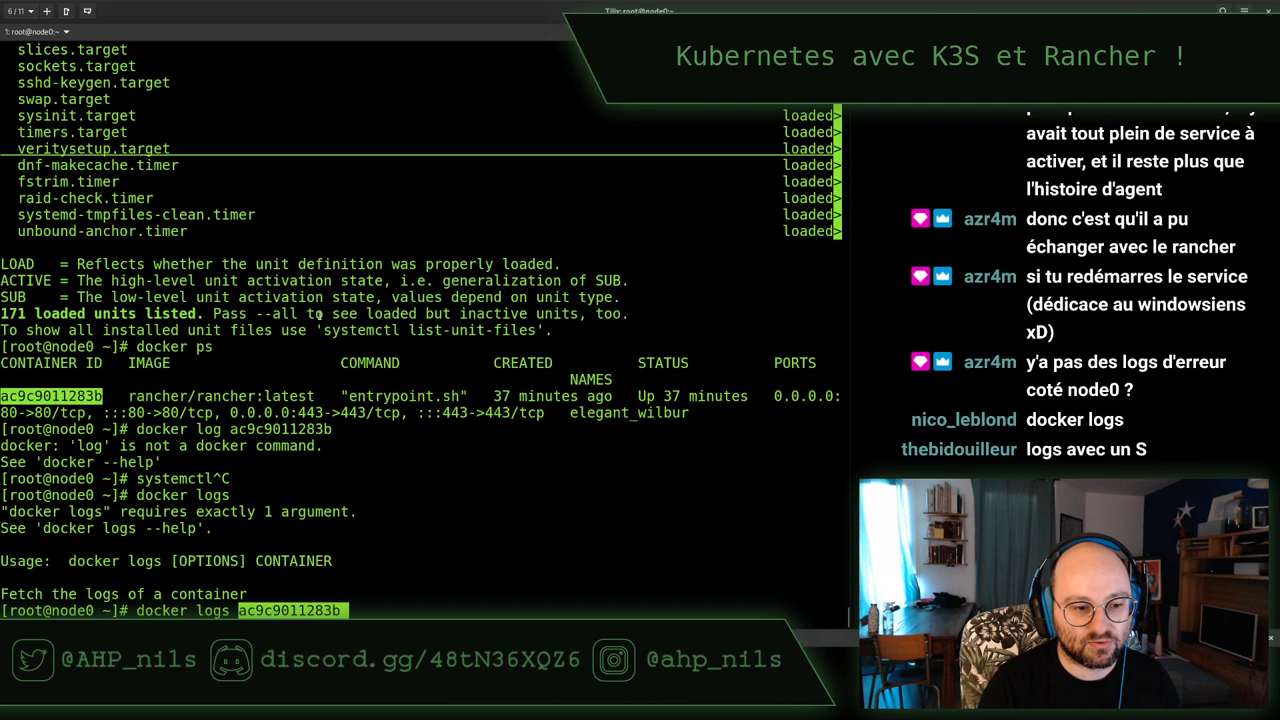 6 / 11
Tilix: root@node0:~
1: root@node0:~
slices.target
sockets.target
sshd-keygen.target
swap.target
sysinit.target loaded>
timers.target loaded>
veritysetup.target loaded>
dnf-makecache.timer loaded>
fstrim.timer loaded>
raid-check.timer loaded>
systemd-tmpfiles-clean.timer loaded>
unbound-anchor.timer loaded>
LOAD = Reflects whether the unit definition was properly loaded.
ACTIVE = The high-level unit activation state, i.e. generalization of SUB.
SUB = The low-level unit activation state, values depend on unit type.
171 loaded units listed. Pass --all to see loaded but inactive units, too.
To show all installed unit files use 'systemctl list-unit-files'.
[root@node0 ~]# docker ps
CONTAINER ID IMAGE COMMAND CREATED STATUS PORTS
NAMES
ac9c9011283b rancher/rancher:latest "entrypoint.sh" 37 minutes ago Up 37 minutes 0.0.0.0:
80->80/tcp, :::80->80/tcp, 0.0.0.0:443->443/tcp, :::443->443/tcp elegant_wilbur
[root@node0 ~]# docker log ac9c9011283b
docker: 'log' is not a docker command.
See 'docker --help'
[root@node0 ~]# systemctl^C
[root@node0 ~]# docker logs
"docker logs" requires exactly 1 argument.
See 'docker logs --help'.
Usage: docker logs [OPTIONS] CONTAINER
Fetch the logs of a container
[root@node0 ~]# docker logs ac9c9011283b
Kubernetes avec K3S et Rancher !
avait tout plein de service à
activer, et il reste plus que
l'histoire d'agent
azr4m donc c'est qu'il a pu
échanger avec le rancher
azr4m si tu redémarres le service
(dédicace au windowsiens
xD)
azr4m y'a pas des logs d'erreur
coté node0 ?
nico_leblond docker logs
thebidouilleur logs avec un S
@AHP_nils discord.gg/48tN36XQZ6 @ahp_nils